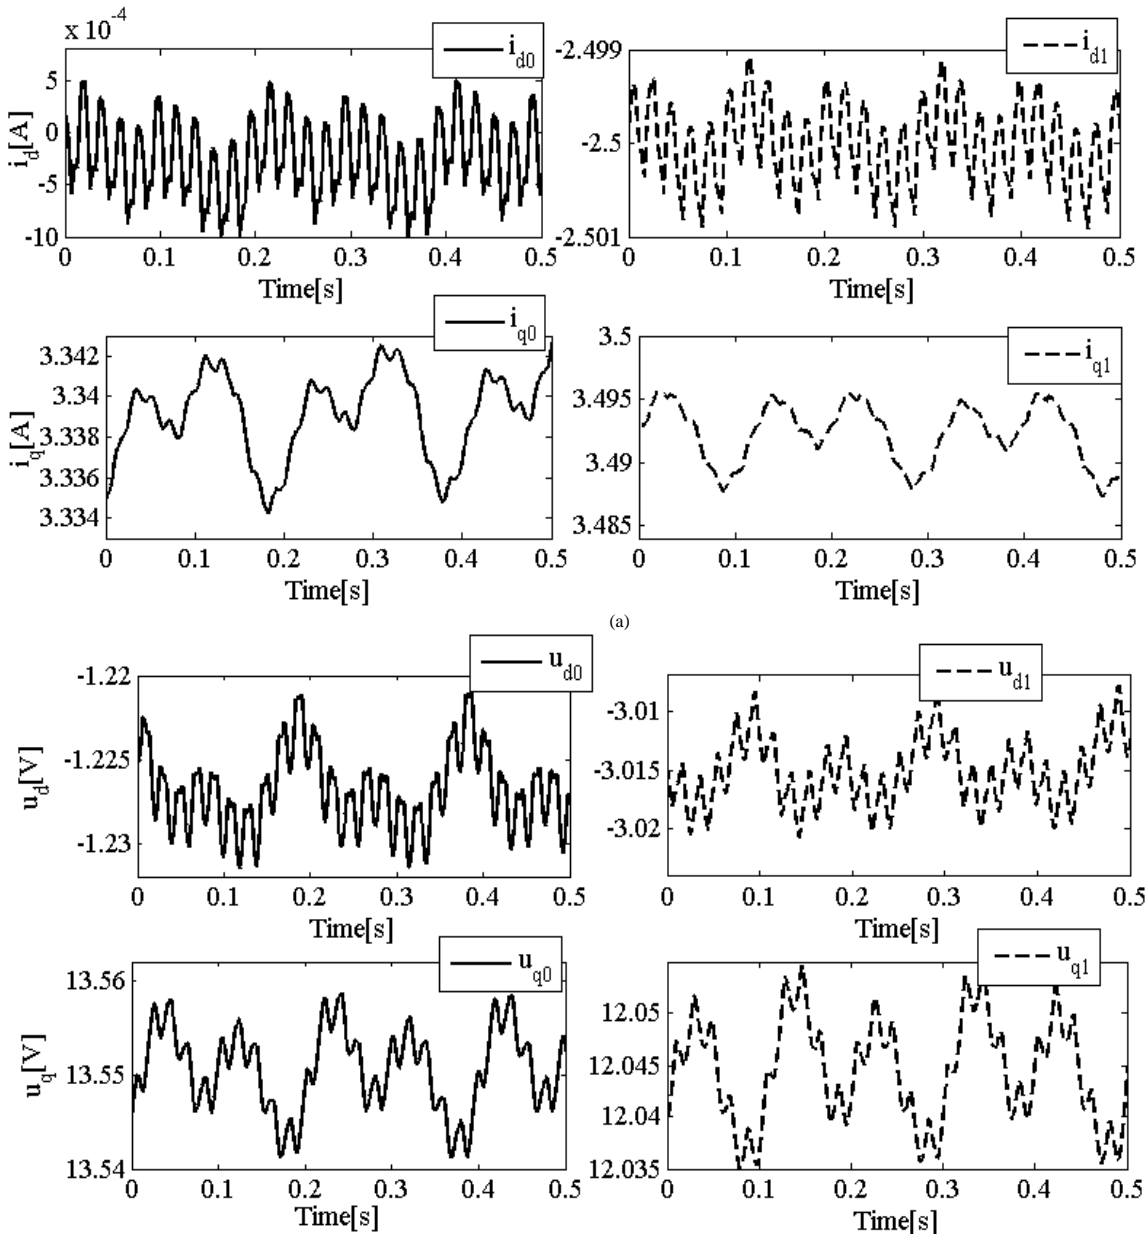 x 10^-4
i_d0
5
0
-5
-10
i_d[A]
0 0.1 0.2 0.3 0.4 0.5
Time[s]
i_d1
-2.499
-2.5
-2.501
0 0.1 0.2 0.3 0.4 0.5
Time[s]
i_q0
3.342
3.34
3.338
3.336
3.334
i_q[A]
0 0.1 0.2 0.3 0.4 0.5
Time[s]
i_q1
3.5
3.495
3.49
3.485
0 0.1 0.2 0.3 0.4 0.5
Time[s]
(a)
u_d0
-1.22
-1.225
-1.23
u_d[V]
0 0.1 0.2 0.3 0.4 0.5
Time[s]
u_d1
-3.01
-3.015
-3.02
0 0.1 0.2 0.3 0.4 0.5
Time[s]
u_q0
13.56
13.55
13.54
u_q[V]
0 0.1 0.2 0.3 0.4 0.5
Time[s]
u_q1
12.05
12.045
12.04
12.035
0 0.1 0.2 0.3 0.4 0.5
Time[s]